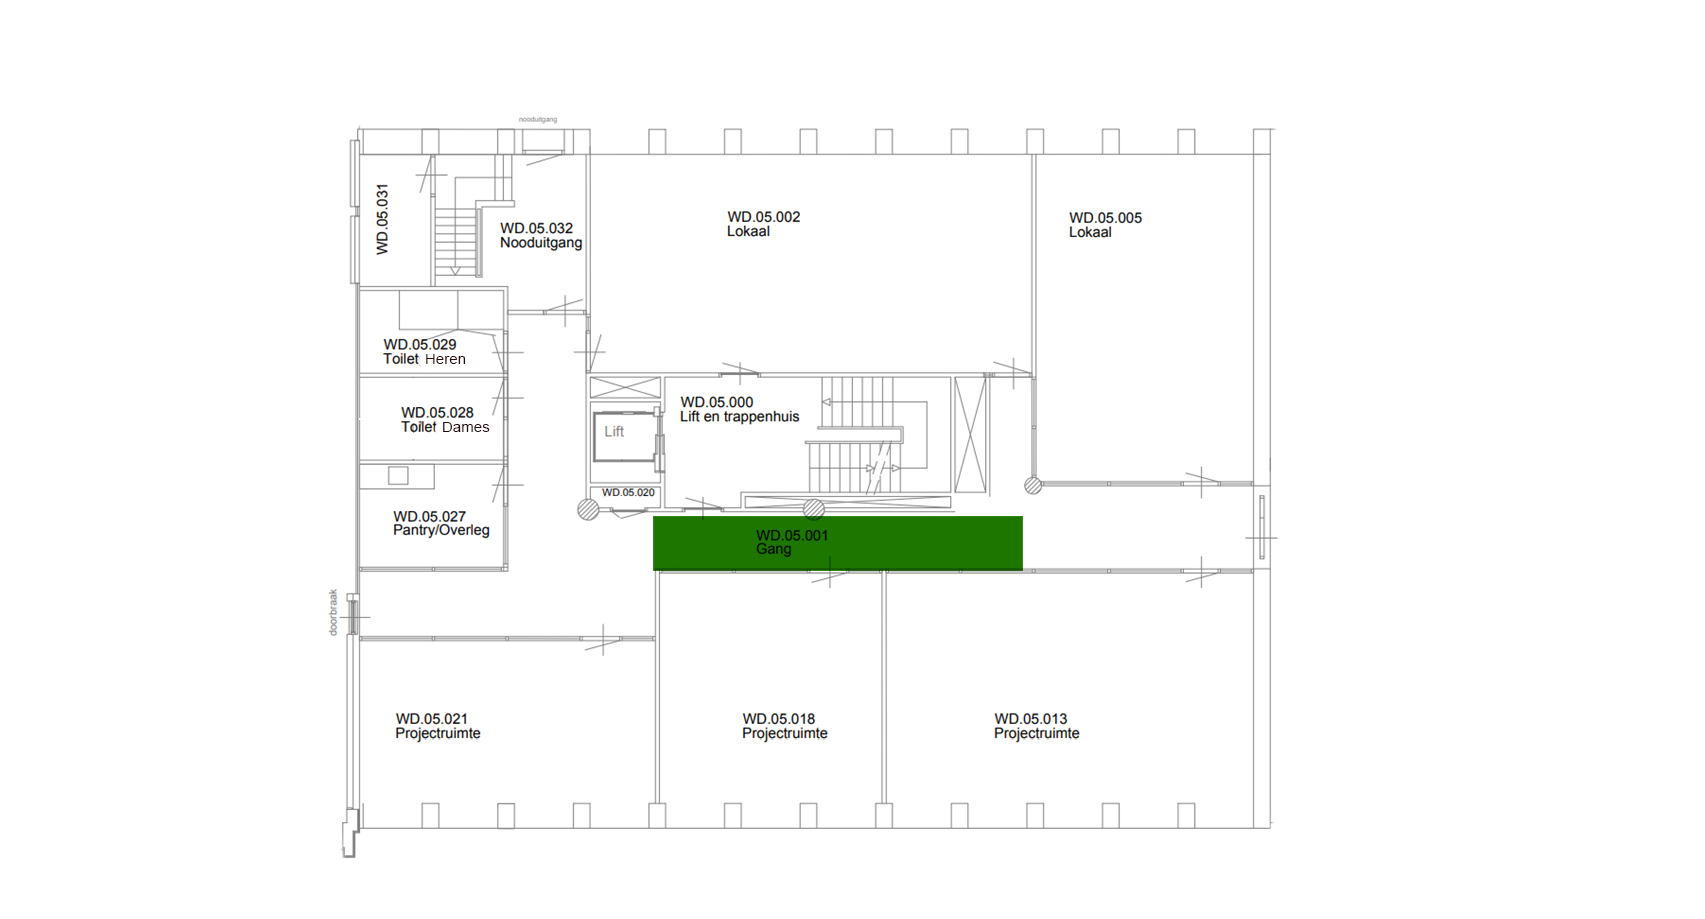 nooduitgang
WD.05.031
WD.05.032
Nooduitgang
WD.05.002
Lokaal
WD.05.005
Lokaal
WD.05.029
Toilet Heren
WD.05.028
Toilet Dames
WD.05.000
Lift en trappenhuis
Lift
WD.05.020
WD.05.027
Pantry/Overleg
WD.05.001
Gang
doorbraak
WD.05.021
Projectruimte
WD.05.018
Projectruimte
WD.05.013
Projectruimte